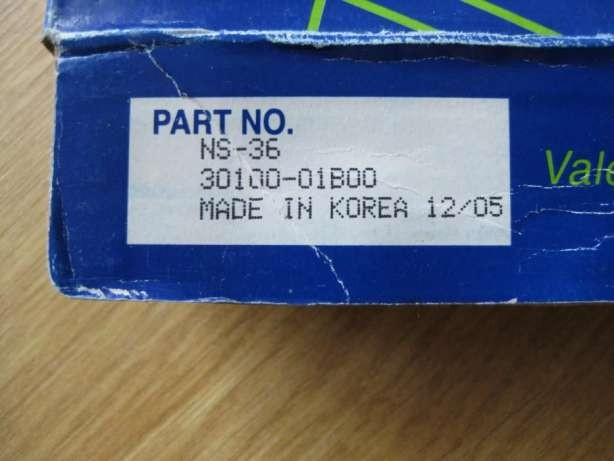 PART NO.
NS-36
30100-01B00
MADE IN KOREA 12/05